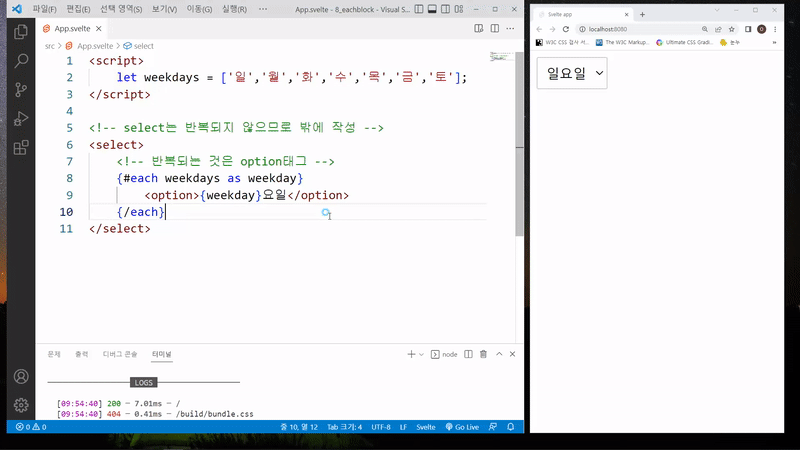 파일(F) 편집(E) 선택 영역(S) 보기(V) 이동(G) 실행(R) ··· App.svelte - 8_eachblock - Visual S...
App.svelte
src > App.svelte > select
1 <script>
2 let weekdays = ['일','월','화','수','목','금','토'];
3 </script>
4
5 <!-- select는 반복되지 않으므로 밖에 작성 -->
6 <select>
7 <!-- 반복되는 것은 option태그 -->
8 {#each weekdays as weekday}
9 <option>{weekday}요일</option>
10 {/each}
11 </select>
문제 출력 디버그 콘솔 터미널
node
LOGS
[09:54:40] 200 ─ 7.01ms ─ /
[09:54:40] 404 ─ 0.41ms ─ /build/bundle.css
0 0 줄 10, 열 12 Tab 크기: 4 UTF-8 LF Svelte Go Live
Svelte app
localhost:8080
W3C CSS 검사 서... The W3C Markup... Ultimate CSS Gradi... 눈누
일요일